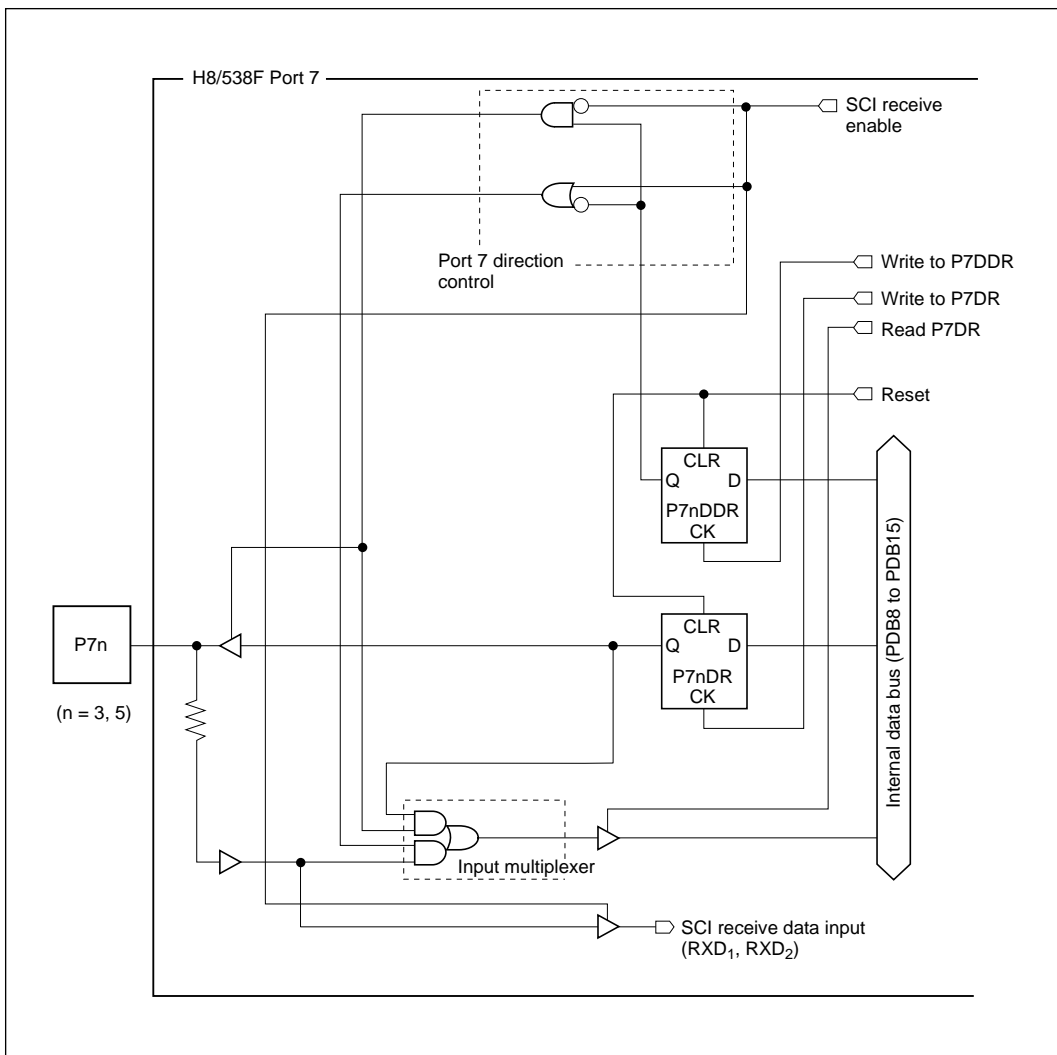 H8/538F Port 7
SCI receive
enable
Port 7 direction
control
Write to P7DDR
Write to P7DR
Read P7DR
Reset
CLR
Q D
P7nDDR
CK
CLR
Q D
P7nDR
CK
Internal data bus (PDB8 to PDB15)
P7n
(n = 3, 5)
Input multiplexer
SCI receive data input
(RXD1, RXD2)